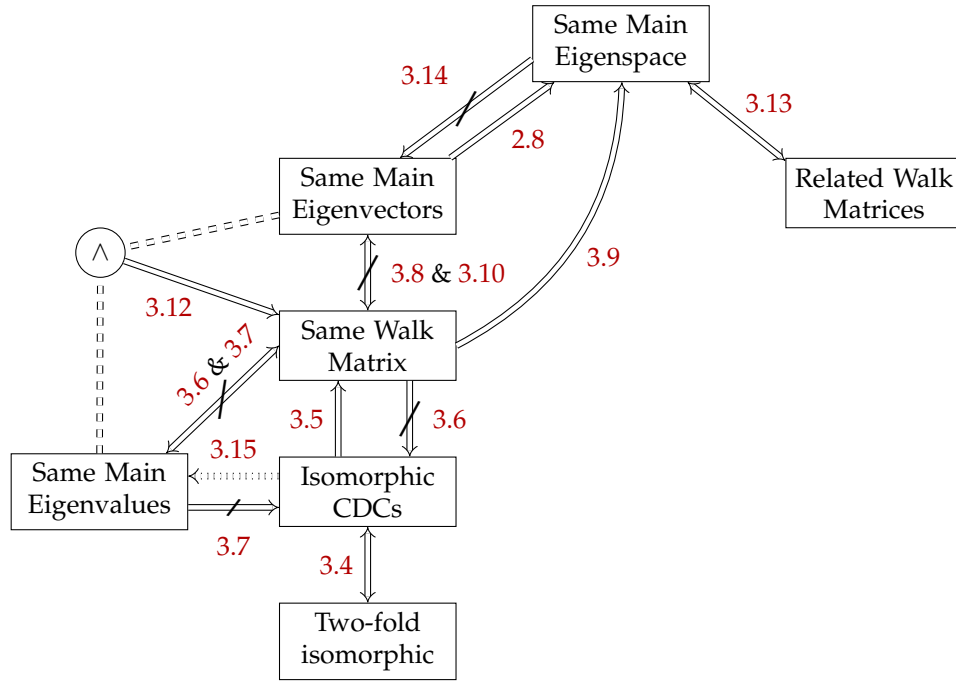 Same Main
Eigenspace
3.14
3.13
2.8
Same Main
Eigenvectors
Related Walk
Matrices
∧
3.8 & 3.10
3.9
3.12
Same Walk
Matrix
3.6 & 3.7
3.5
3.6
3.15
Same Main
Eigenvalues
Isomorphic
CDCs
3.7
3.4
Two-fold
isomorphic